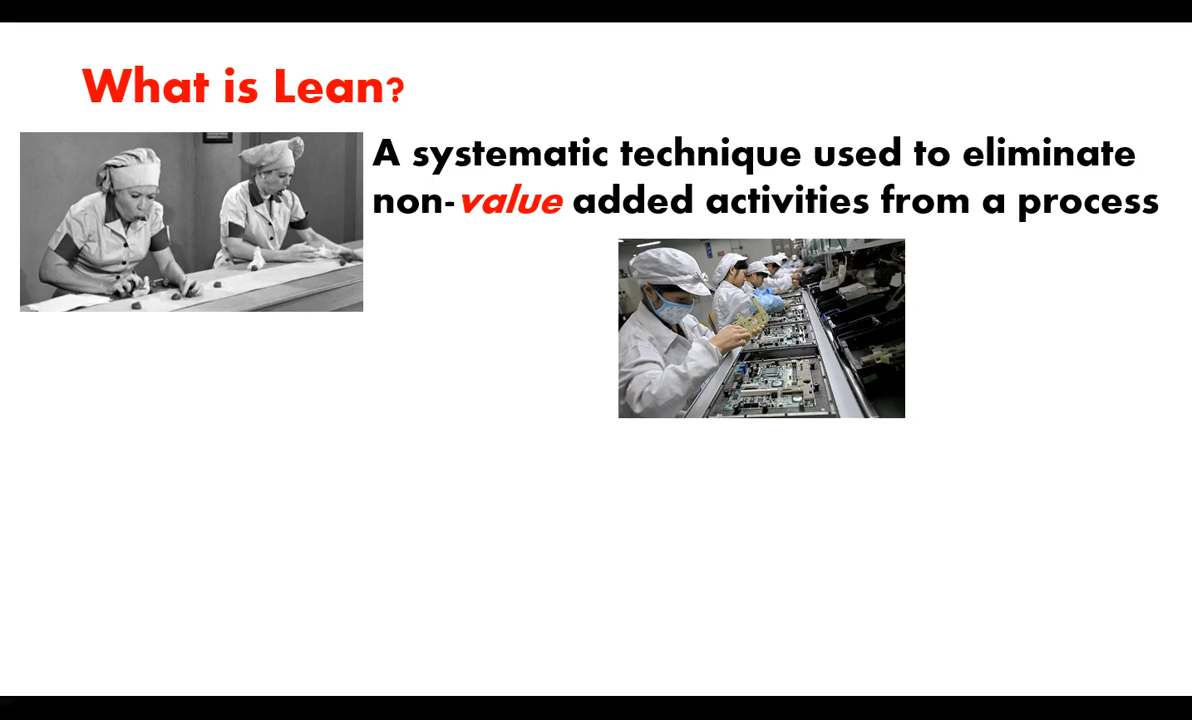 What is Lean?
A systematic technique used to eliminate
non-value added activities from a process